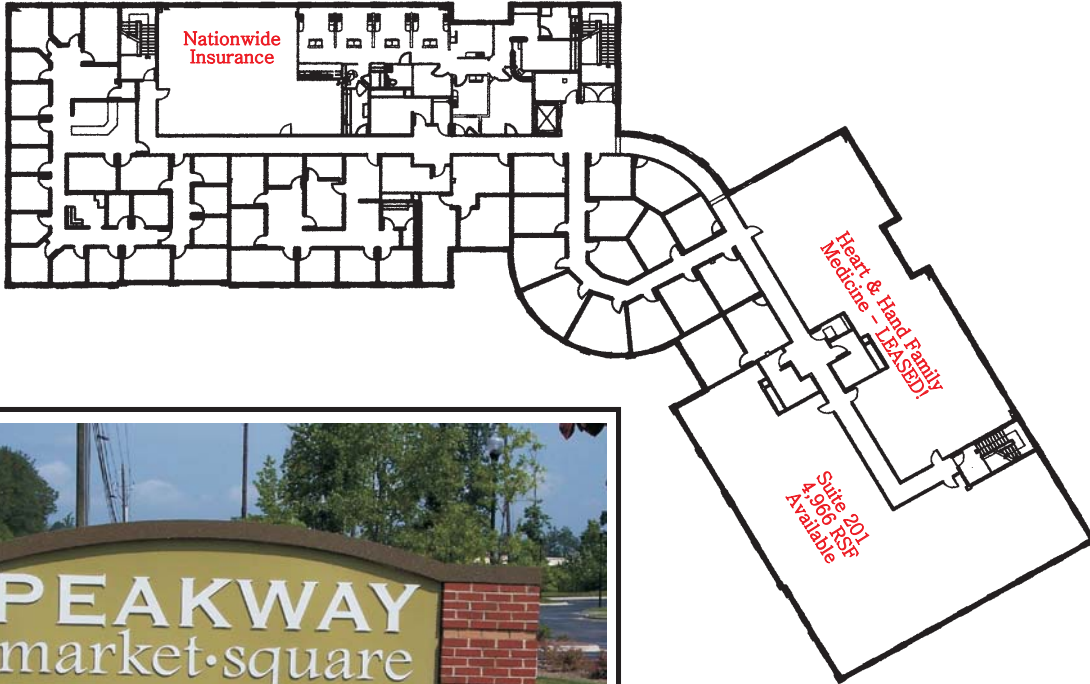 Nationwide
Insurance
Heart & Hand Family
Medicine - LEASED!
Suite 201
4,966 RSF
Available
PEAKWAY
market·square